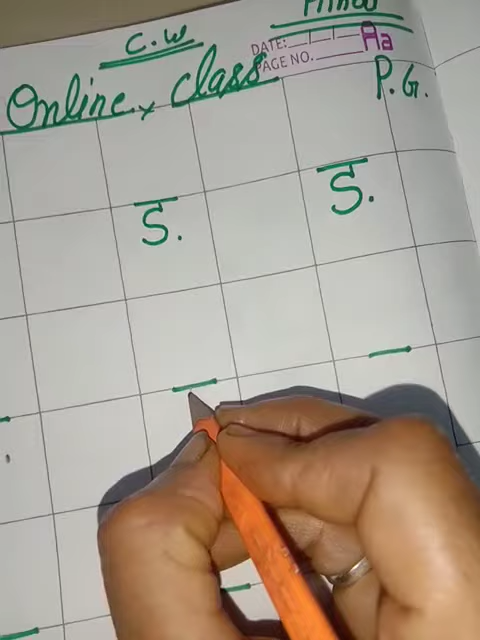 C.W
DATE:
PAGE NO.
Aa
Online class
P.G.
ङ ङ